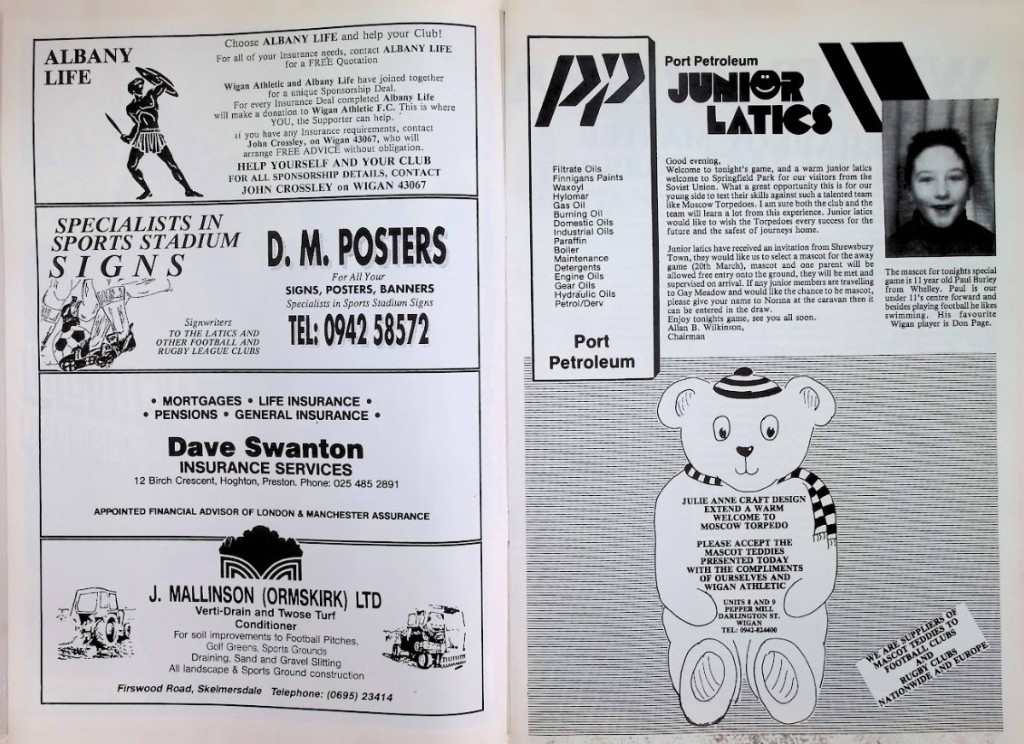 ALBANY
LIFE
Choose ALBANY LIFE and help your Club!
For all of your Insurance needs, contact ALBANY LIFE
for a FREE Quotation
Wigan Athletic and Albany Life have joined together
for a unique Sponsorship Deal.
For every Insurance Deal completed Albany Life
will make a donation to Wigan Athletic F.C. This is where
YOU, the Supporter can help.
If you have any Insurance requirements, contact
John Crossley, on Wigan 43067, who will
arrange FREE ADVICE without obligation.
HELP YOURSELF AND YOUR CLUB
FOR ALL SPONSORSHIP DETAILS, CONTACT
JOHN CROSSLEY on WIGAN 43067
SPECIALISTS IN
SPORTS STADIUM
SIGNS
Signwriters
TO THE LATICS AND
OTHER FOOTBALL AND
RUGBY LEAGUE CLUBS
D. M. POSTERS
For All Your
SIGNS, POSTERS, BANNERS
Specialists in Sports Stadium Signs
TEL: 0942 58572
• MORTGAGES • LIFE INSURANCE •
• PENSIONS • GENERAL INSURANCE •
Dave Swanton
INSURANCE SERVICES
12 Birch Crescent, Hoghton, Preston. Phone: 025 485 2891
APPOINTED FINANCIAL ADVISOR OF LONDON & MANCHESTER ASSURANCE
J. MALLINSON (ORMSKIRK) LTD
Verti-Drain and Twose Turf
Conditioner
For soil improvements to Football Pitches,
Golf Greens, Sports Grounds
Draining, Sand and Gravel Slitting
All landscape & Sports Ground construction
Firswood Road, Skelmersdale Telephone: (0695) 23414
PP
Filtrate Oils
Finnigans Paints
Waxoyl
Hylomar
Gas Oil
Burning Oil
Domestic Oils
Industrial Oils
Paraffin
Boiler
Maintenance
Detergents
Engine Oils
Gear Oils
Hydraulic Oils
Petrol/Derv
Port
Petroleum
Port Petroleum
JUNIOR
LATICS
Good evening,
Welcome to tonight's game, and a warm junior latics
welcome to Springfield Park for our visitors from the
Soviet Union. What a great opportunity this is for our
young side to test their skills against such a talented team
like Moscow Torpedoes. I am sure both the club and the
team will learn a lot from this experience. Junior latics
would like to wish the Torpedoes every success for the
future and the safest of journeys home.
Junior latics have received an invitation from Shrewsbury
Town, they would like us to select a mascot for the away
game (20th March), mascot and one parent will be
allowed free entry onto the ground, they will be met and
supervised on arrival. If any junior members are travelling
to Gay Meadow and would like the chance to be mascot,
please give your name to Norma at the caravan then it
can be entered in the draw.
Enjoy tonights game, see you all soon.
Allan B. Wilkinson,
Chairman
The mascot for tonights special
game is 11 year old Paul Burley
from Whelley. Paul is our
under 11's centre forward and
besides playing football he likes
swimming. His favourite
Wigan player is Don Page.
JULIE ANNE CRAFT DESIGN
EXTEND A WARM
WELCOME TO
MOSCOW TORPEDO
PLEASE ACCEPT THE
MASCOT TEDDIES
PRESENTED TODAY
WITH THE COMPLIMENTS
OF OURSELVES AND
WIGAN ATHLETIC
UNITS 8 AND 9
PEPPER MILL
DARLINGTON ST.
WIGAN
TEL: 0942-824400
WE ARE SUPPLIERS OF
MASCOT TEDDIES TO
FOOTBALL CLUBS
AND
RUGBY CLUBS
NATIONWIDE AND EUROPE